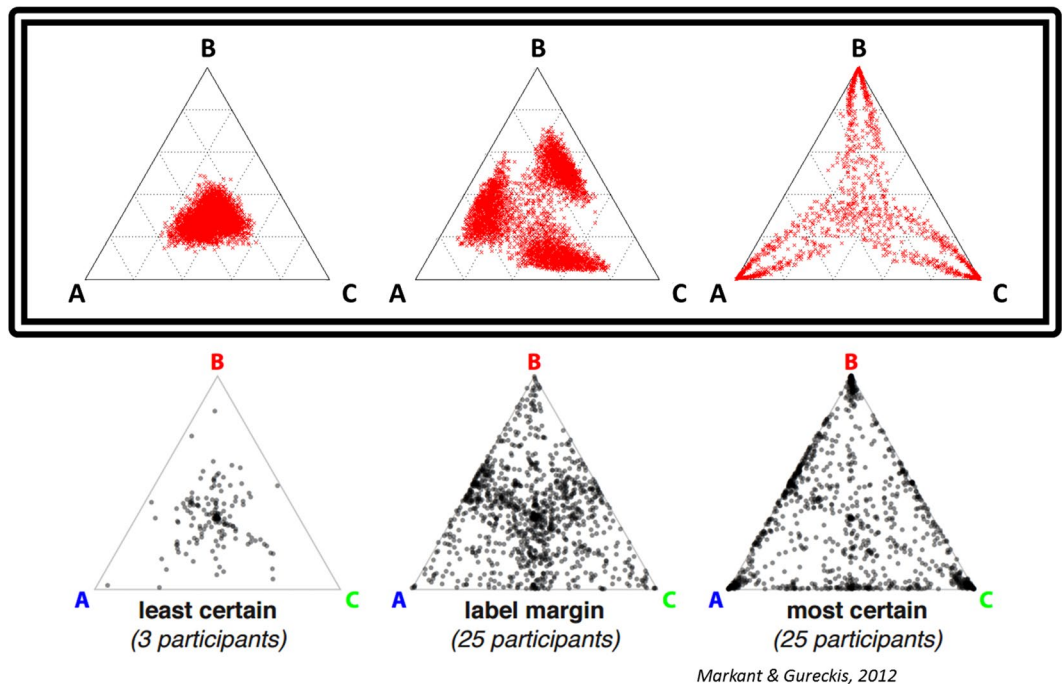 B B B
A C A C A C
B B B
A C A C A C
least certain label margin most certain
(3 participants) (25 participants) (25 participants)
Markant & Gureckis, 2012